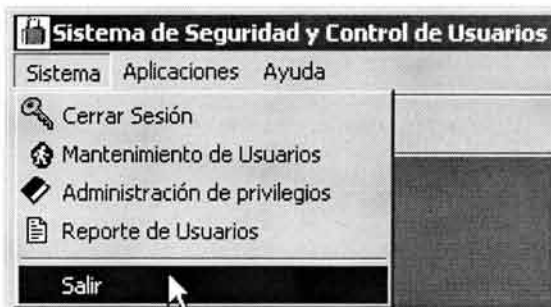 Sistema de Seguridad y Control de Usuarios
Sistema Aplicaciones Ayuda
Cerrar Sesión
Mantenimiento de Usuarios
Administración de privilegios
Reporte de Usuarios
Salir